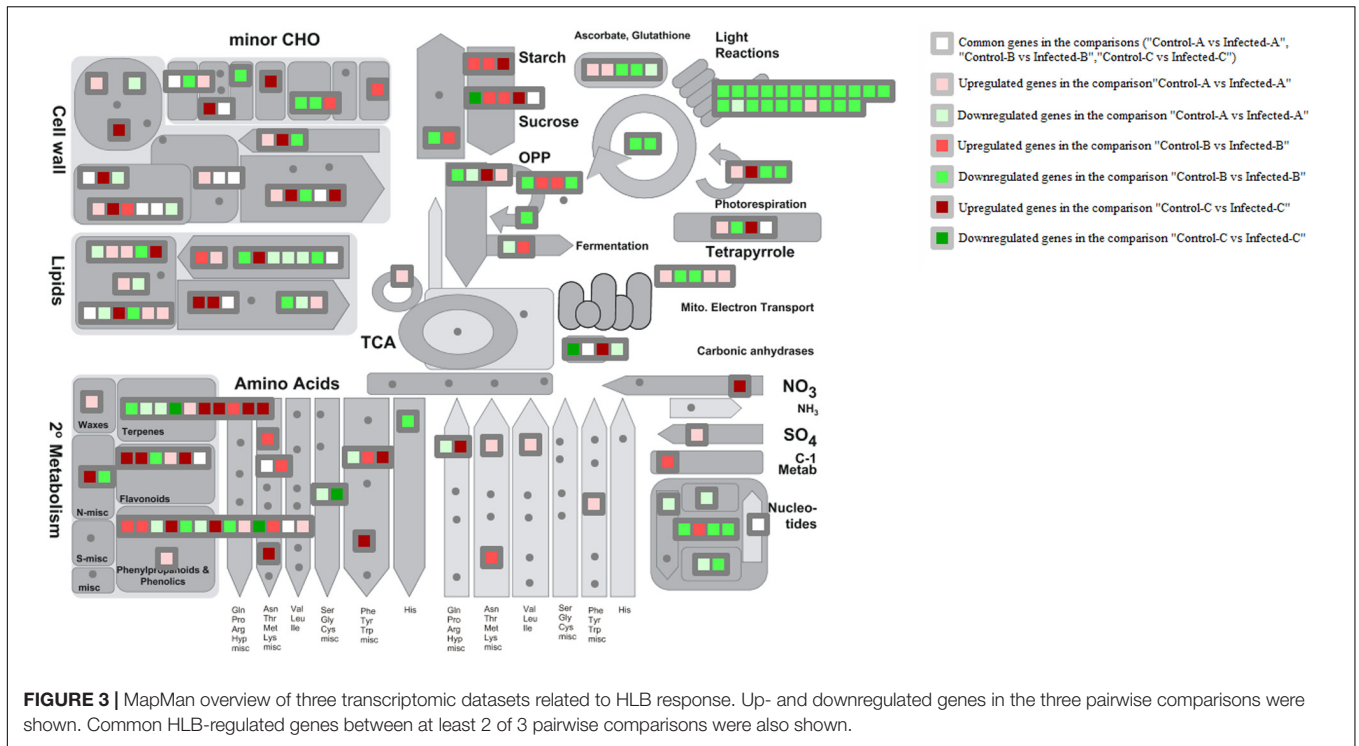 minor CHO
Cell wall
Lipids
2º Metabolism
Starch
Sucrose
OPP
Fermentation
TCA
Ascorbate, Glutathione
Light
Reactions
Photorespiration
Tetrapyrrole
Mito. Electron Transport
Carbonic anhydrases
Amino Acids
Waxes
Terpenes
Flavonoids
N-misc
S-misc
misc
Phenylpropanoids &
Phenolics
Gln
Pro
Arg
Hyp
misc
Asn
Thr
Met
Lys
misc
Val
Leu
Ile
Ser
Gly
Cys
misc
Phe
Tyr
Trp
misc
His
Gln
Pro
Arg
Hyp
misc
Asn
Thr
Met
Lys
misc
Val
Leu
Ile
Ser
Gly
Cys
misc
Phe
Tyr
Trp
misc
His
NO3
NH3
SO4
C-1
Metab
Nucleo-
tides
Common genes in the comparisons ("Control-A vs Infected-A",
"Control-B vs Infected-B","Control-C vs Infected-C")
Upregulated genes in the comparison"Control-A vs Infected-A"
Downregulated genes in the comparison "Control-A vs Infected-A"
Upregulated genes in the comparison "Control-B vs Infected-B"
Downregulated genes in the comparison "Control-B vs Infected-B"
Upregulated genes in the comparison "Control-C vs Infected-C"
Downregulated genes in the comparison "Control-C vs Infected-C"
FIGURE 3 | MapMan overview of three transcriptomic datasets related to HLB response. Up- and downregulated genes in the three pairwise comparisons were
shown. Common HLB-regulated genes between at least 2 of 3 pairwise comparisons were also shown.